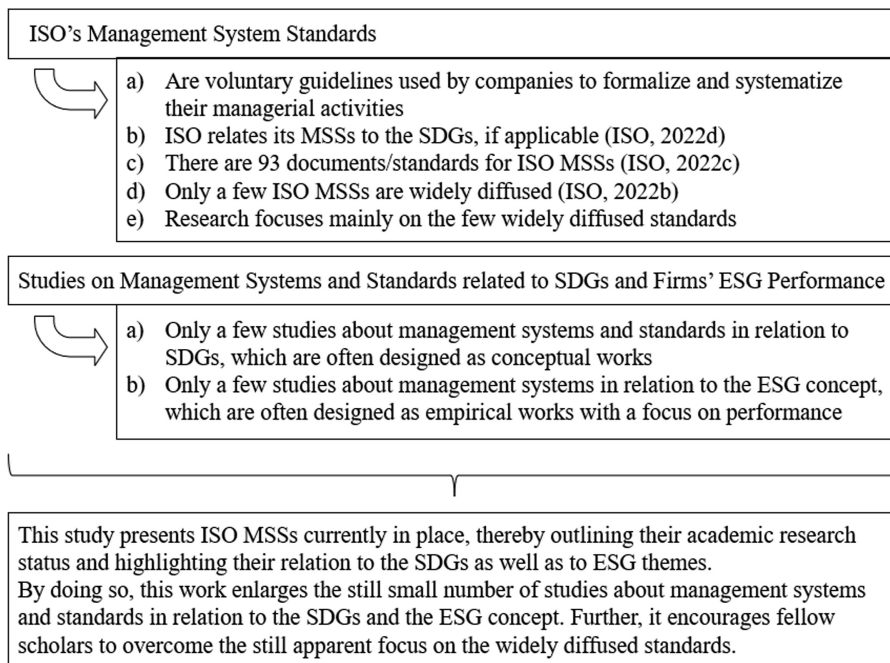 ISO's Management System Standards
a) Are voluntary guidelines used by companies to formalize and systematize
their managerial activities
b) ISO relates its MSSs to the SDGs, if applicable (ISO, 2022d)
c) There are 93 documents/standards for ISO MSSs (ISO, 2022c)
d) Only a few ISO MSSs are widely diffused (ISO, 2022b)
e) Research focuses mainly on the few widely diffused standards
Studies on Management Systems and Standards related to SDGs and Firms' ESG Performance
a) Only a few studies about management systems and standards in relation to
SDGs, which are often designed as conceptual works
b) Only a few studies about management systems in relation to the ESG concept,
which are often designed as empirical works with a focus on performance
This study presents ISO MSSs currently in place, thereby outlining their academic research
status and highlighting their relation to the SDGs as well as to ESG themes.
By doing so, this work enlarges the still small number of studies about management systems
and standards in relation to the SDGs and the ESG concept. Further, it encourages fellow
scholars to overcome the still apparent focus on the widely diffused standards.